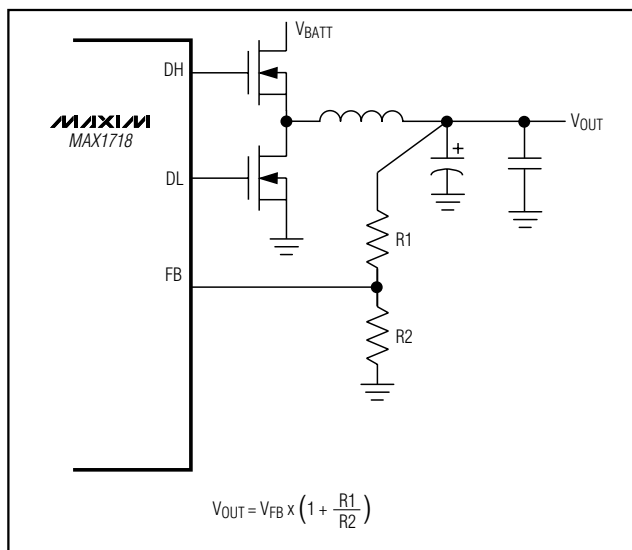 V_BATT
DH
MAXIM
MAX1718
V_OUT
+
DL
R1
FB
R2
V_OUT = V_FB x (1 + R1/R2)